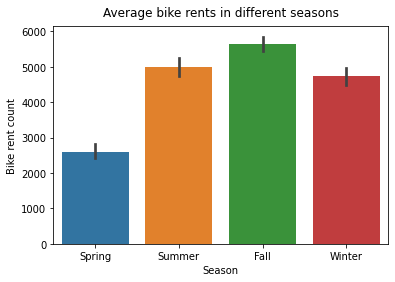 Average bike rents in different seasons
Bike rent count
6000
5000
4000
3000
2000
1000
0
Spring Summer Fall Winter
Season